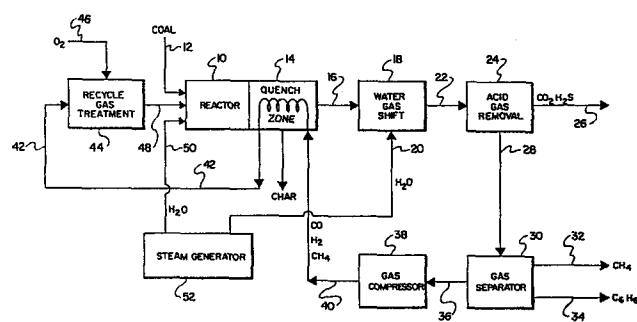 46
O2
COAL
12
10
14
18
24
RECYCLE
GAS
TREATMENT
44
48
50
REACTOR
QUENCH
ZONE
16
WATER
GAS
SHIFT
22
ACID
GAS
REMOVAL
CO2 H2S
26
42
42
20
28
H2O
CHAR
H2O
STEAM GENERATOR
52
CO
H2
CH4
38
GAS
COMPRESSOR
40
36
30
GAS
SEPARATOR
32
CH4
C6 H6
34